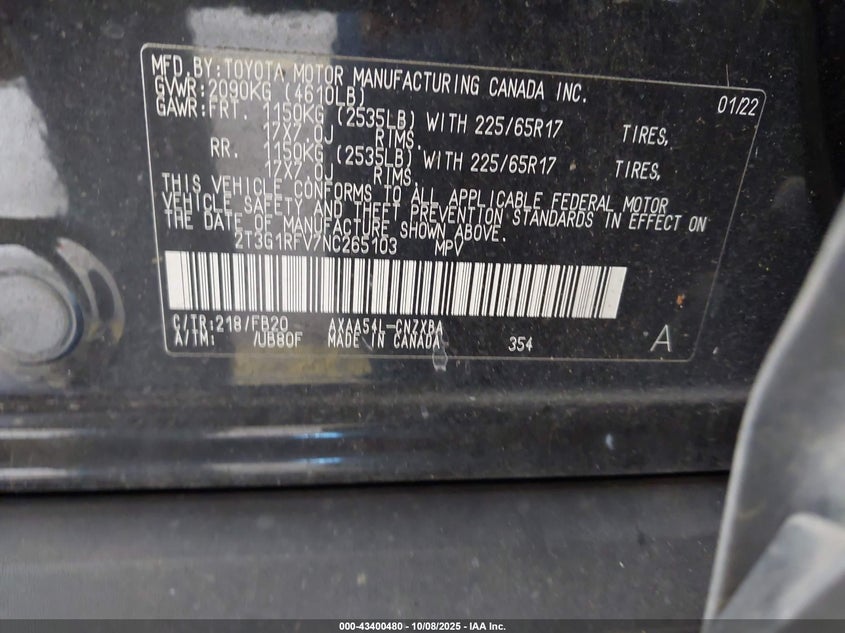 MFD.BY:TOYOTA MOTOR MANUFACTURING CANADA INC.
GVWR:2090KG (4610LB) 01/22
GAWR:FRT. 1150KG (2535LB) WITH 225/65R17 TIRES,
17X7.0J RIMS.
RR. 1150KG (2535LB) WITH 225/65R17 TIRES,
17X7.0J RIMS.
THIS VEHICLE CONFORMS TO ALL APPLICABLE FEDERAL MOTOR
VEHICLE SAFETY AND THEFT PREVENTION STANDARDS IN EFFECT ON
THE DATE OF MANUFACTURE SHOWN ABOVE.
2T3G1RFV7NC265103 MPV
C/TR:218/FB20 AXAA54L-CNZXBA
A/TM: /UB80F MADE IN CANADA 354 A
000-43400480 - 10/08/2025 - IAA Inc.